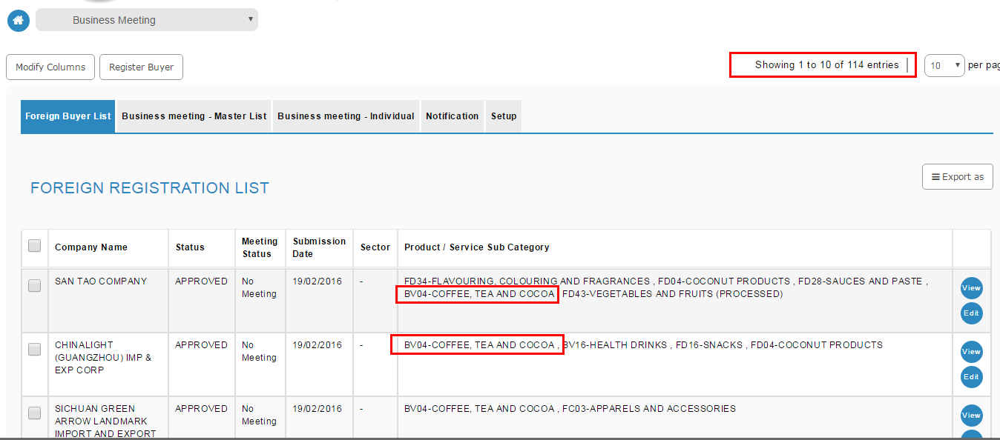 Business Meeting
Modify Columns
Register Buyer
Showing 1 to 10 of 114 entries
10
per pag
Foreign Buyer List
Business meeting - Master List
Business meeting - Individual
Notification
Setup
Export as
FOREIGN REGISTRATION LIST
Company Name
Status
Meeting
Status
Submission
Date
Sector
Product / Service Sub Category
SAN TAO COMPANY
APPROVED
No
Meeting
19/02/2016
-
FD34-FLAVOURING, COLOURING AND FRAGRANCES , FD04-COCONUT PRODUCTS , FD28-SAUCES AND PASTE ,
BV04-COFFEE, TEA AND COCOA , FD43-VEGETABLES AND FRUITS (PROCESSED)
View
Edit
CHINALIGHT
(GUANGZHOU) IMP &
EXP CORP
APPROVED
No
Meeting
19/02/2016
-
BV04-COFFEE, TEA AND COCOA , BV16-HEALTH DRINKS , FD16-SNACKS , FD04-COCONUT PRODUCTS
View
Edit
SICHUAN GREEN
ARROW LANDMARK
IMPORT AND EXPORT
APPROVED
No
Meeting
19/02/2016
-
BV04-COFFEE, TEA AND COCOA , FC03-APPARELS AND ACCESSORIES
View